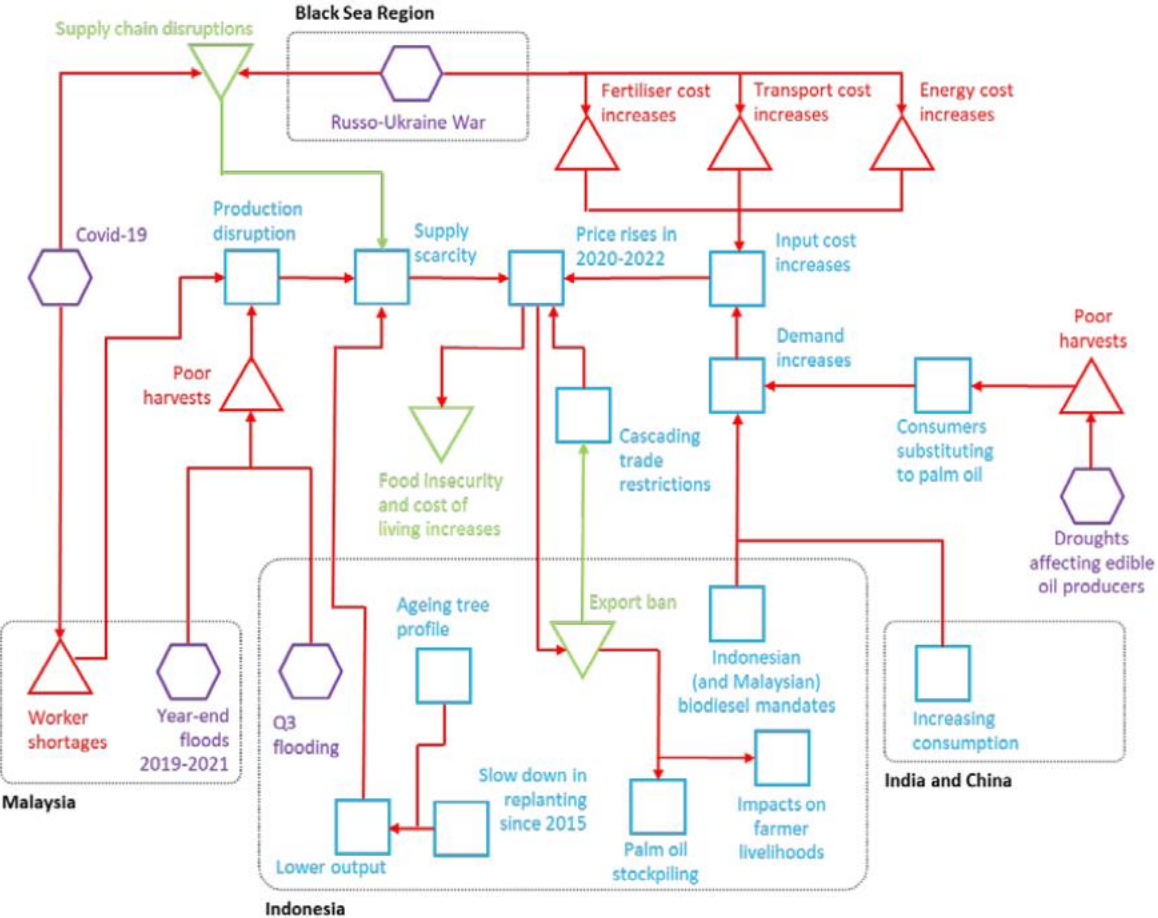 Black Sea Region
Supply chain disruptions
Russo-Ukraine War
Fertiliser cost
increases
Transport cost
increases
Energy cost
increases
Covid-19
Production
disruption
Supply
scarcity
Price rises in
2020-2022
Input cost
increases
Poor
harvests
Demand
increases
Poor
harvests
Consumers
substituting
to palm oil
Cascading
trade
restrictions
Food Insecurity
and cost of
living increases
Droughts
affecting edible
oil producers
Ageing tree
profile
Export ban
Indonesian
(and Malaysian)
biodiesel mandates
Worker
shortages
Year-end
floods
2019-2021
Q3
flooding
Increasing
consumption
Slow down in
replanting
since 2015
India and China
Malaysia
Impacts on
farmer
livelihoods
Palm oil
stockpiling
Lower output
Indonesia